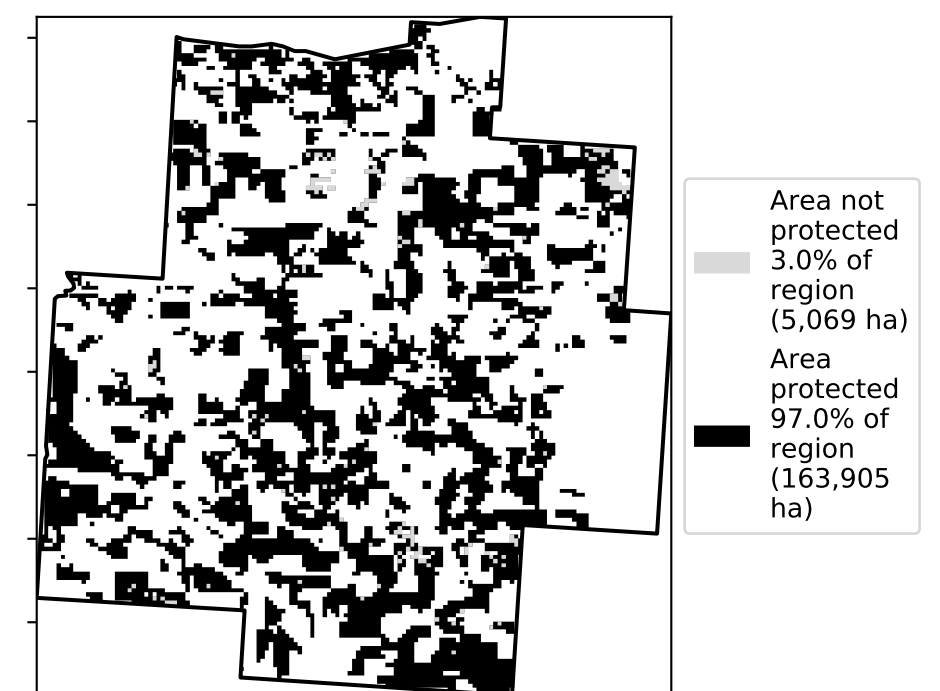 Area not
protected
3.0% of
region
(5,069 ha)
Area
protected
97.0% of
region
(163,905
ha)